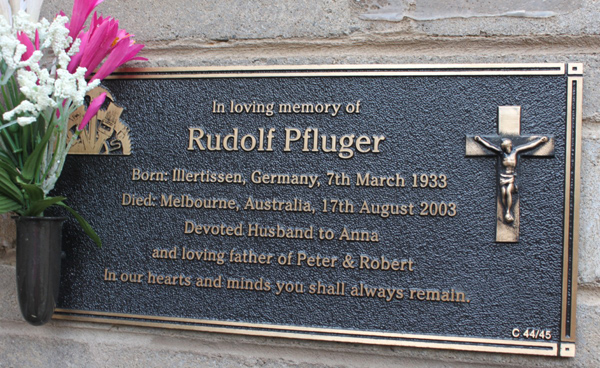 In loving memory of
Rudolf Pfluger
Born: Illertissen, Germany, 7th March 1933
Died: Melbourne, Australia, 17th August 2003
Devoted Husband to Anna
and loving father of Peter & Robert
In our hearts and minds you shall always remain.
C 44/45